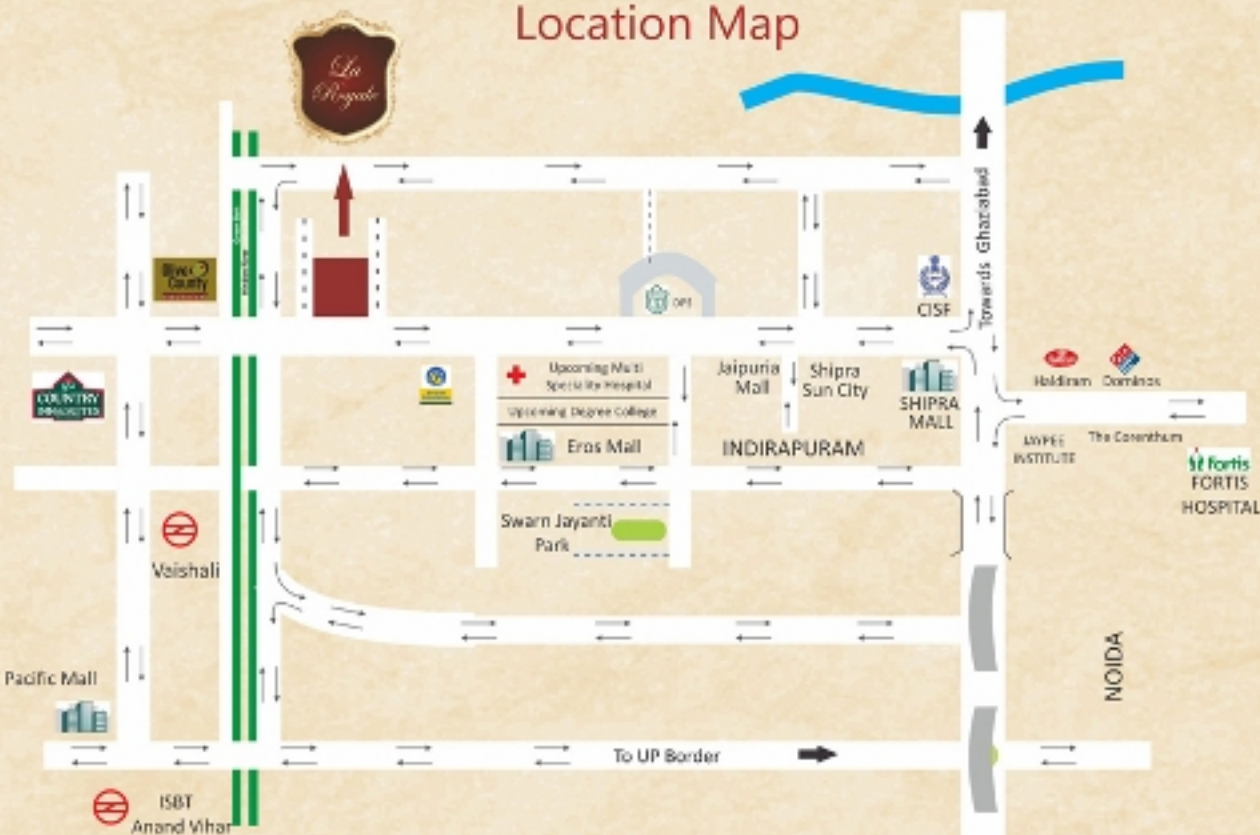 Location Map
La
Royale
Towards Ghaziabad
Olive
County
DPS
CISF
COUNTRY
Upcoming Multi
Speciality Hospital
Upcoming Degree College
Eros Mall
Jaipuria
Mall
Shipra
Sun City
SHIPRA
MALL
INDIRAPURAM
Haldiram
Dominos
JAYPEE
INSTITUTE
The Corenthum
fortis
FORTIS
HOSPITAL
Swarn Jayanti
Park
Vaishali
Pacific Mall
NOIDA
To UP Border
ISBT
Anand Vihar